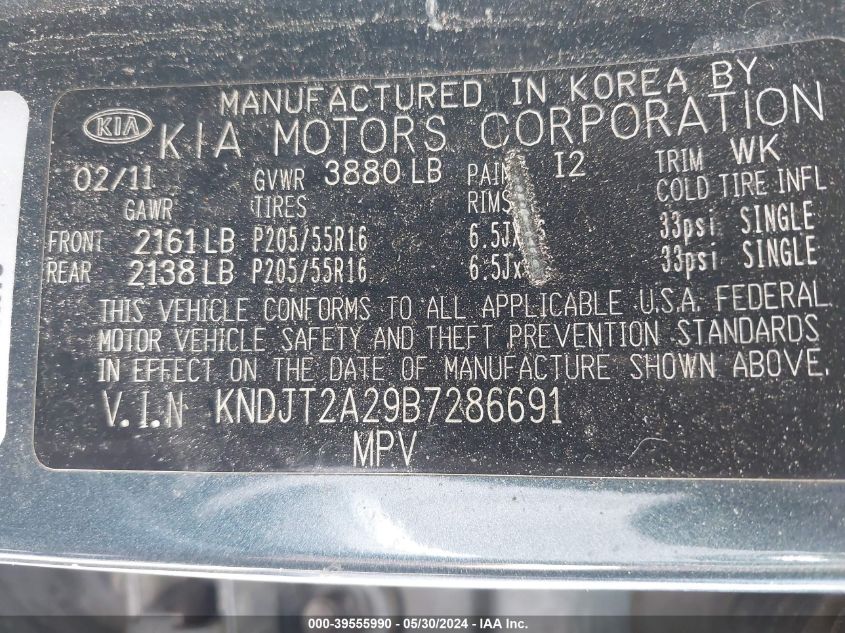 MANUFACTURED IN KOREA BY
KIA KIA MOTORS CORPORATION
02/11 GVWR 3880 LB I2 TRIM WK
GAWR TIRES RIMS COLD TIRE INFL
FRONT 2161 LB P205/55R16 33psi SINGLE
REAR 2138 LB P205/55R16 33psi SINGLE
THIS VEHICLE CONFORMS TO ALL APPLICABLE U.S.A. FEDERAL
MOTOR VEHICLE SAFETY AND THEFT PREVENTION STANDARDS
IN EFFECT ON THE DATE OF MANUFACTURE SHOWN ABOVE.
V.I.N KNDJT2A29B7286691
MPV
000-39555990 - 05/30/2024 - IAA Inc.